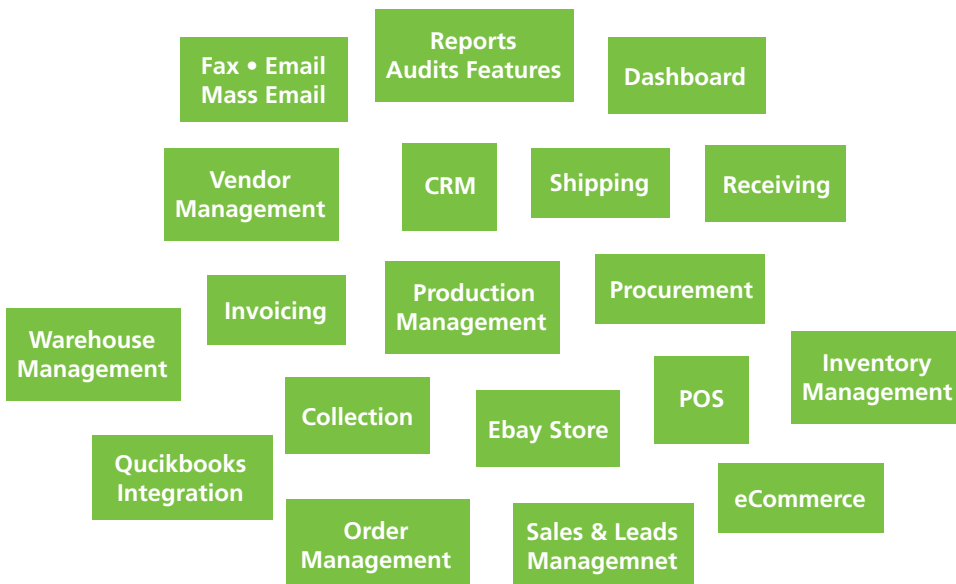 Reports
Audits Features
Fax • Email
Mass Email
Dashboard
Vendor
Management
CRM
Shipping
Receiving
Invoicing
Production
Management
Procurement
Warehouse
Management
Inventory
Management
Collection
Ebay Store
POS
Qucikbooks
Integration
eCommerce
Order
Management
Sales & Leads
Managemnet